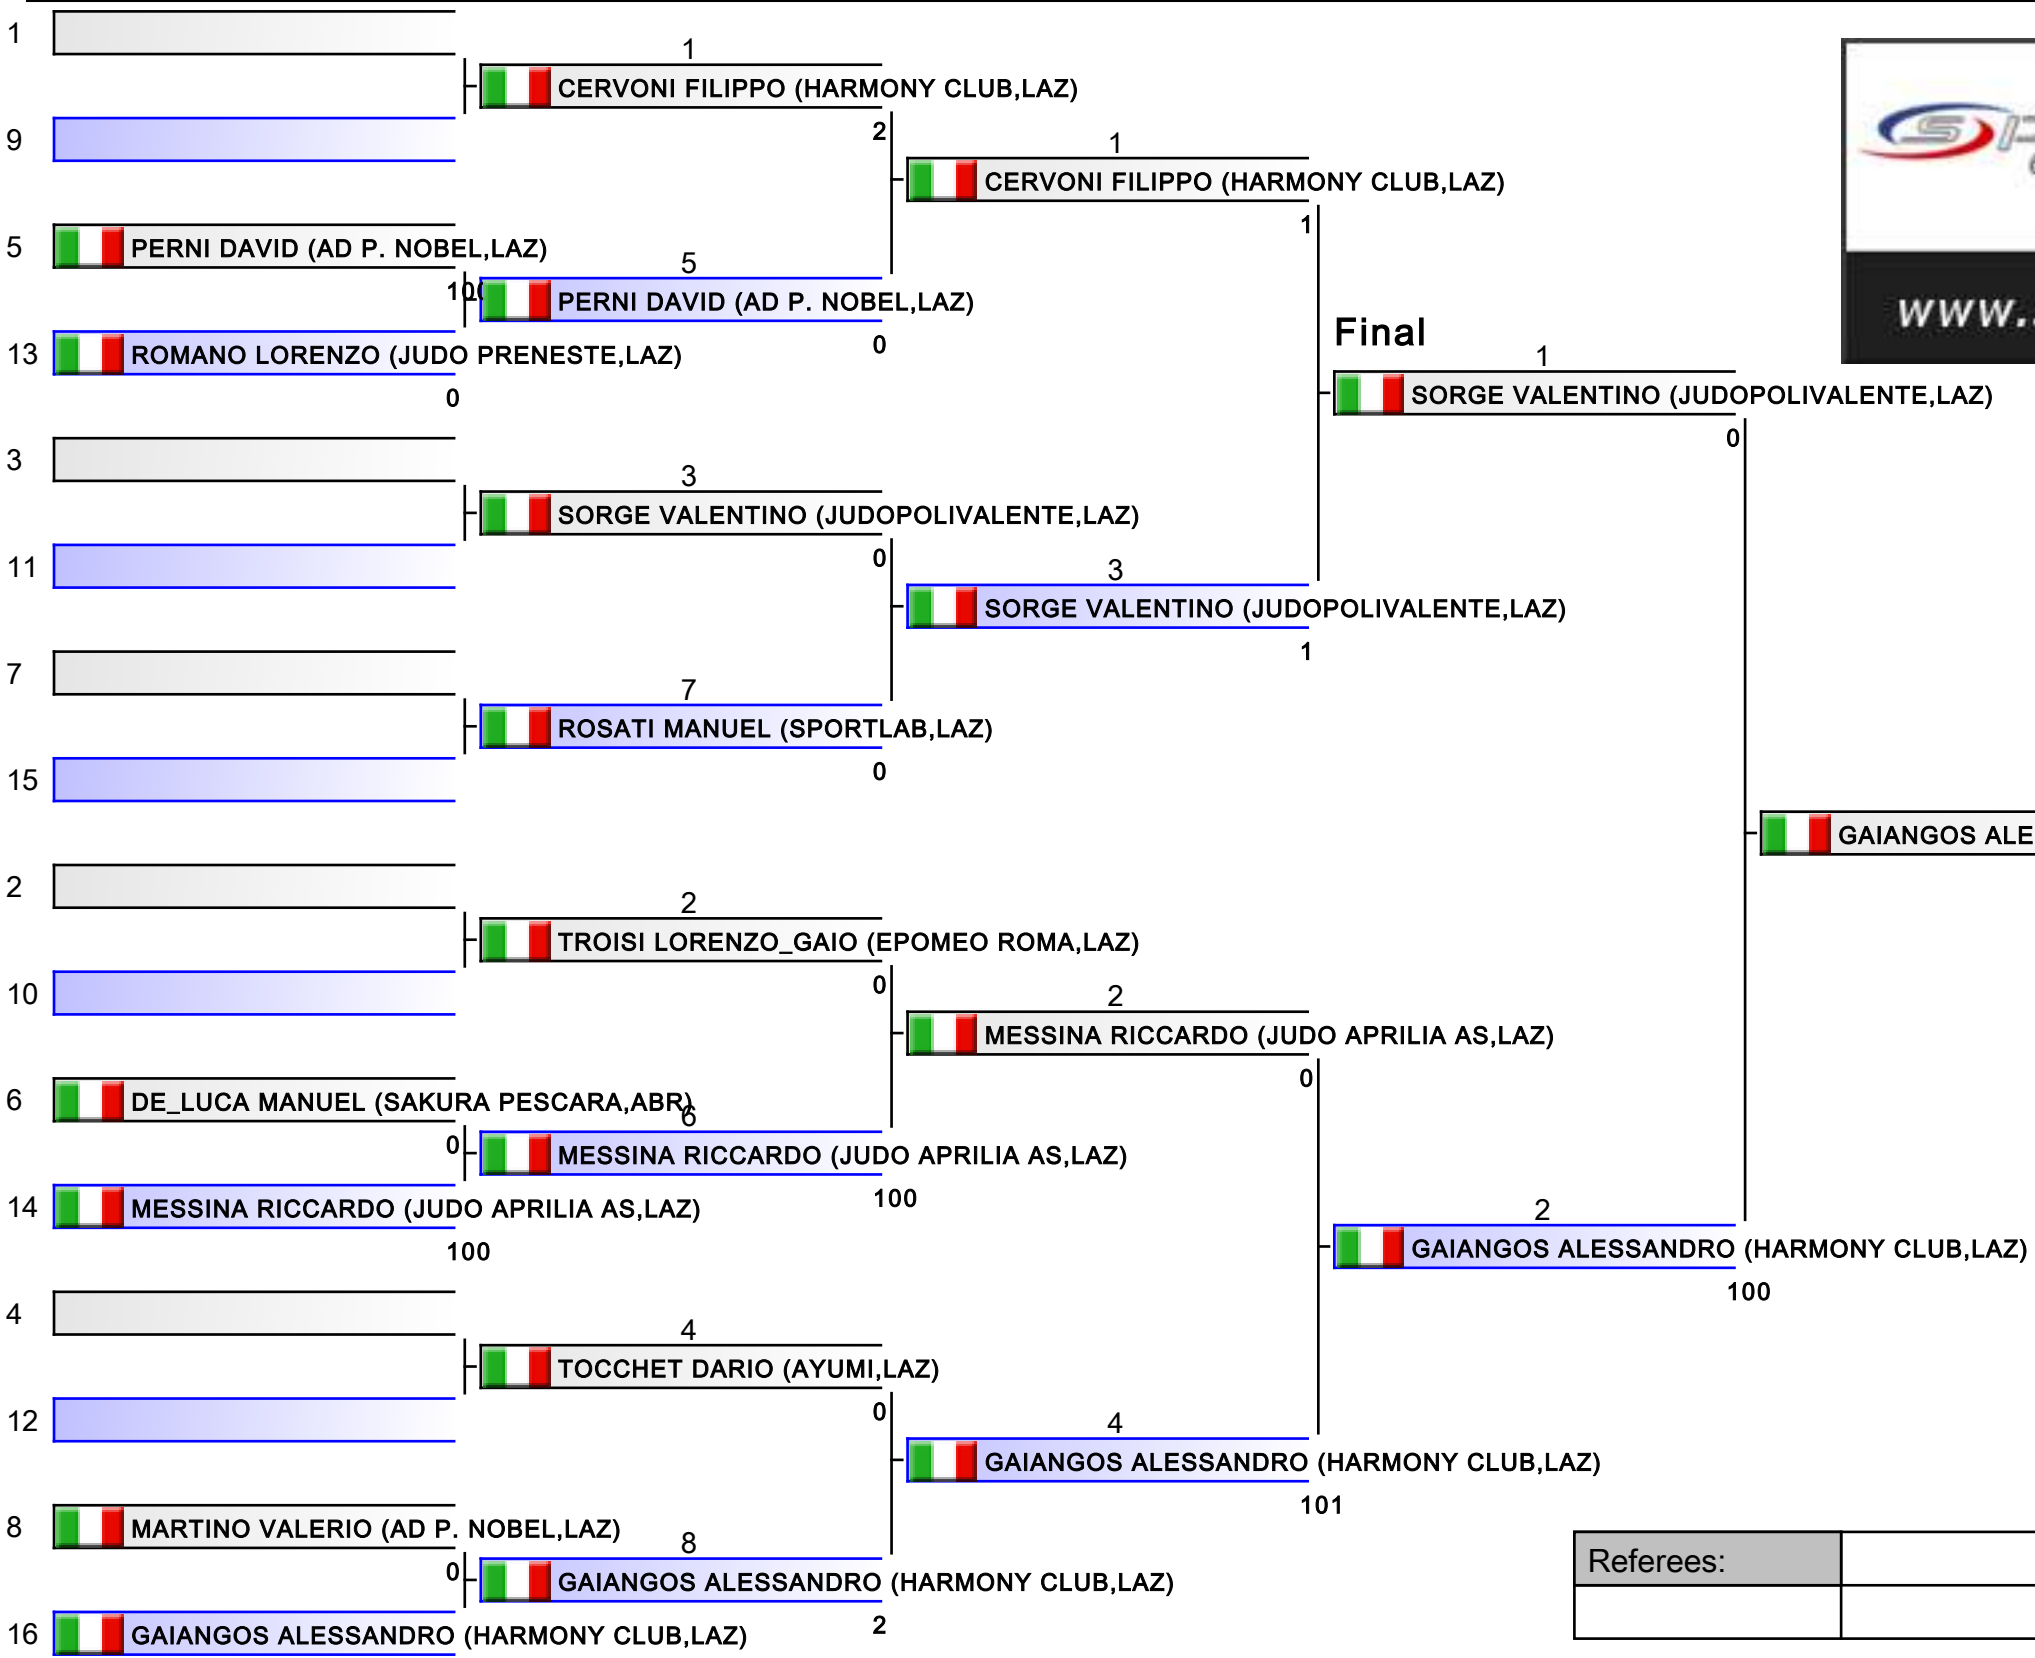 1
1
CERVONI FILIPPO (HARMONY CLUB,LAZ)
2
9
1
CERVONI FILIPPO (HARMONY CLUB,LAZ)
1
5 PERNI DAVID (AD P. NOBEL,LAZ)
100
5
PERNI DAVID (AD P. NOBEL,LAZ)
0
13 ROMANO LORENZO (JUDO PRENESTE,LAZ)
0
Final
1
SORGE VALENTINO (JUDOPOLIVALENTE,LAZ)
0
www.
3
3
SORGE VALENTINO (JUDOPOLIVALENTE,LAZ)
0
11
3
SORGE VALENTINO (JUDOPOLIVALENTE,LAZ)
1
7
7
ROSATI MANUEL (SPORTLAB,LAZ)
0
15
GAIANGOS ALE
2
2
TROISI LORENZO_GAIO (EPOMEO ROMA,LAZ)
0
10
2
MESSINA RICCARDO (JUDO APRILIA AS,LAZ)
0
6 DE_LUCA MANUEL (SAKURA PESCARA,ABR)
0
6
MESSINA RICCARDO (JUDO APRILIA AS,LAZ)
100
14 MESSINA RICCARDO (JUDO APRILIA AS,LAZ)
100
2
GAIANGOS ALESSANDRO (HARMONY CLUB,LAZ)
100
4
4
TOCCHET DARIO (AYUMI,LAZ)
0
12
4
GAIANGOS ALESSANDRO (HARMONY CLUB,LAZ)
101
8 MARTINO VALERIO (AD P. NOBEL,LAZ)
0
8
GAIANGOS ALESSANDRO (HARMONY CLUB,LAZ)
2
16 GAIANGOS ALESSANDRO (HARMONY CLUB,LAZ)
Referees: